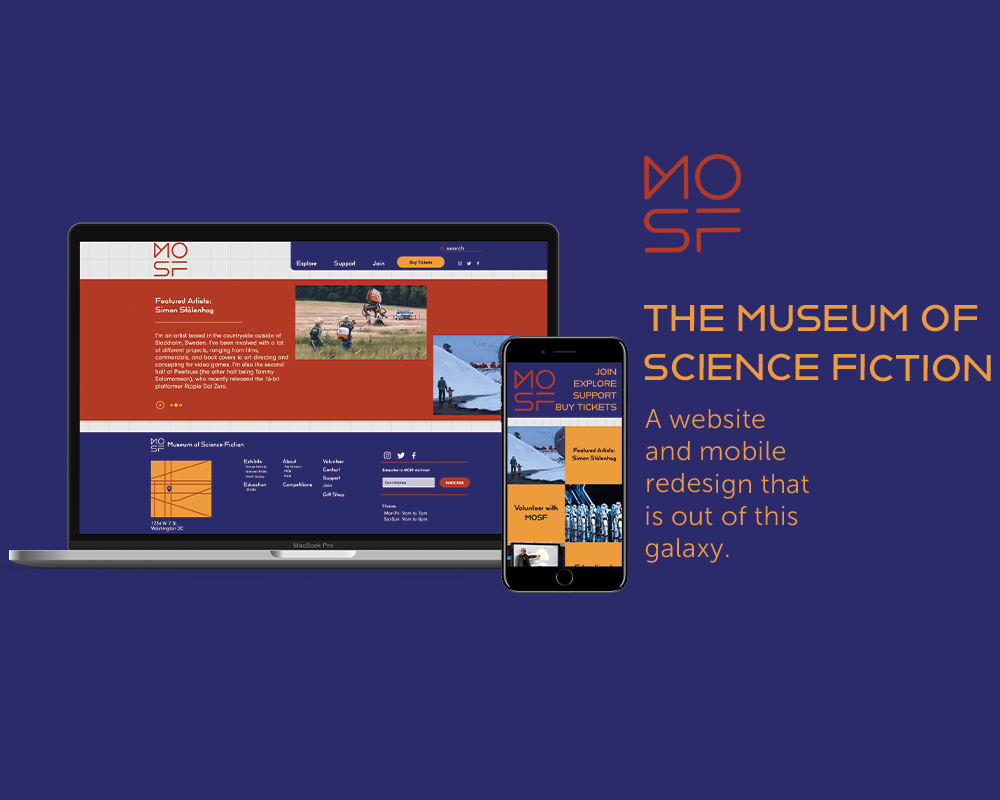 MO
SF
search
Explore
Support
Join
Buy Tickets
Featured Artists:
Simon Stålenhag
I'm an artist based in the countryside outside of
Stockholm, Sweden. I've been involved with a lot
of different projects, ranging from films,
commercials, and book covers to art directing and
concepting for video games. I'm also the second
half of Pixeltruss (the other half being Tommy
Salomonsson), who recently released the 16-bit
platformer Ripple Dot Zero.
MO
SF
Museum of Science Fiction
1234 W 7 St.
Washington DC
Exhibits
Education
About
The Museum
Competitions
Volunteer
Contact
Support
Join
Gift Shop
Subscribe to MOSF via Email
Email Address
SUBSCRIBE
Hours
Mon-Fri: 9am to 7pm
Sat-Sun: 9am to 8pm
MacBook Pro
MO
SF
JOIN
EXPLORE
SUPPORT
BUY TICKETS
Featured Artists:
Simon Stålenhag
Volunteer with
MOSF
MO
SF
THE MUSEUM OF
SCIENCE FICTION
A website
and mobile
redesign that
is out of this
galaxy.